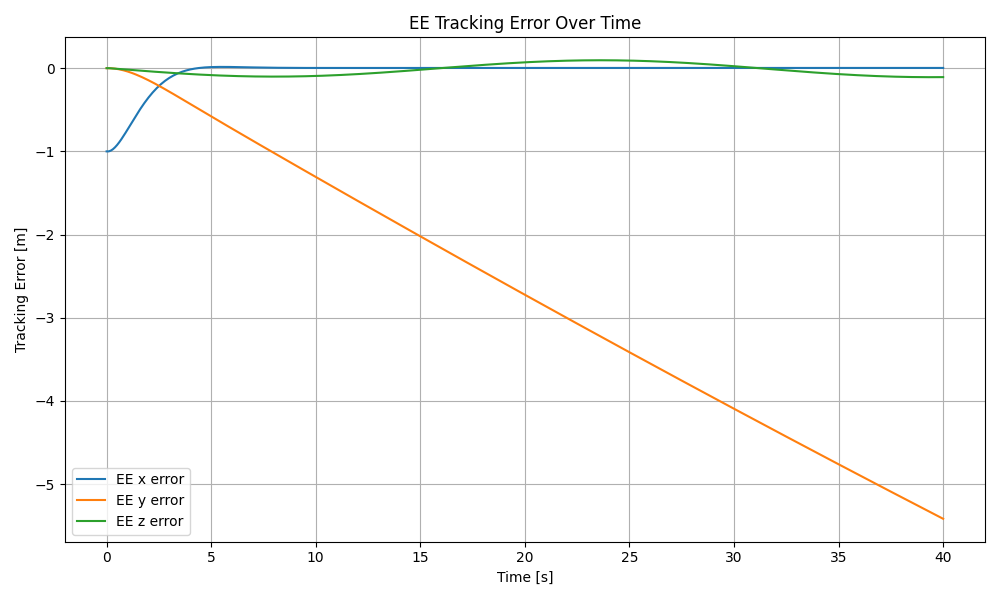 EE Tracking Error Over Time
Tracking Error [m]
0
−1
−2
−3
−4
−5
EE x error
EE y error
EE z error
0 5 10 15 20 25 30 35 40
Time [s]